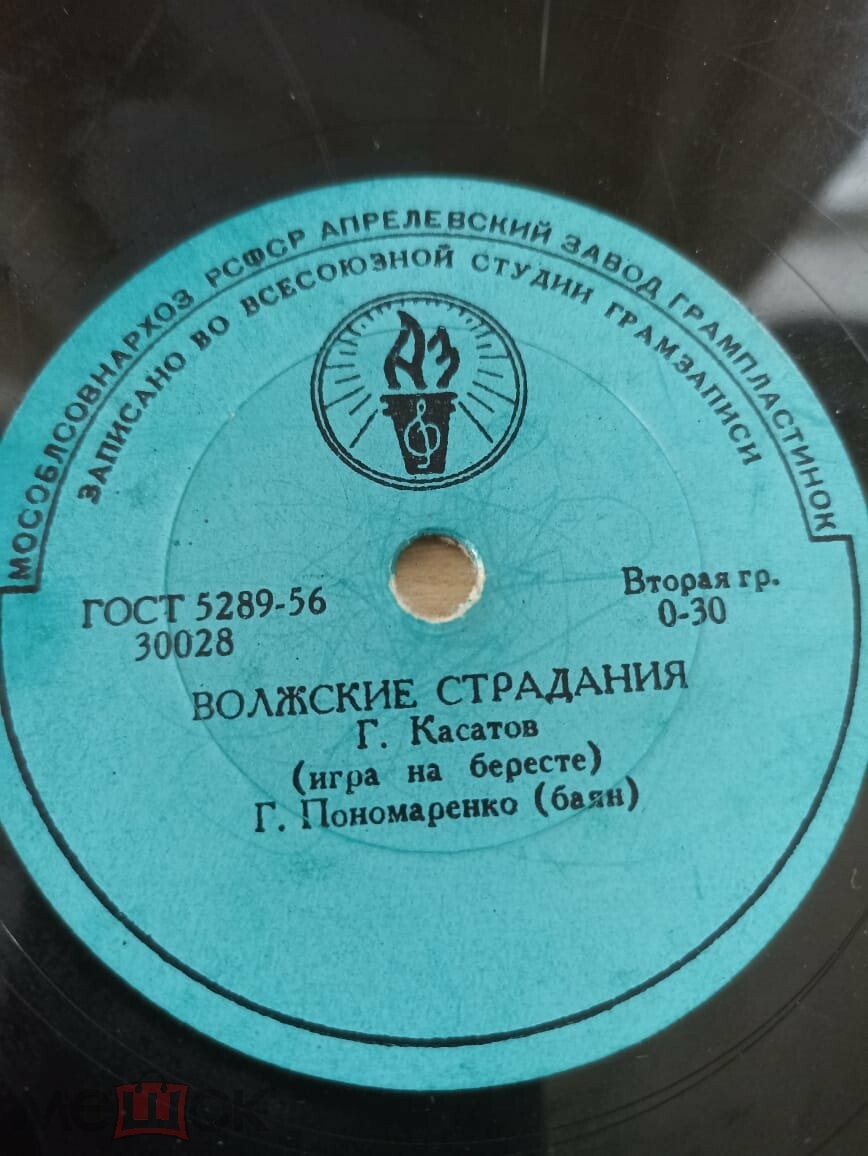 МОСОБЛСОВНАРХОЗ РСФСР АПРЕЛЕВСКИЙ ЗАВОД ГРАМПЛАСТИНОК
ЗАПИСАНО ВО ВСЕСОЮЗНОЙ СТУДИИ ГРАМЗАПИСИ
АЗ
ГОСТ 5289-56
30028
Вторая гр.
0-30
ВОЛЖСКИЕ СТРАДАНИЯ
Г. Касатов
(игра на бересте)
Г. Пономаренко (баян)
мешок